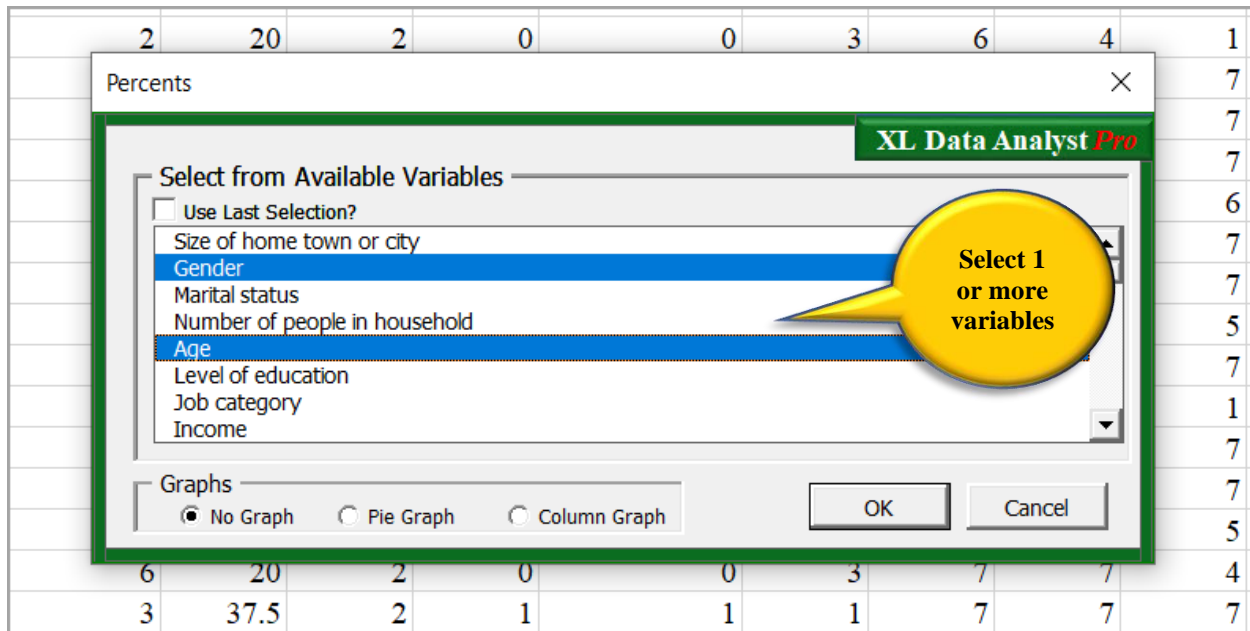 2 20 2 0 0 3 6 4 1
Percents
7
7
XL Data Analyst Pro
7
Select from Available Variables
Use Last Selection?
6
Size of home town or city
7
Gender
Select 1
or more
variables
Marital status
7
Number of people in household
5
Age
Level of education
7
Job category
1
Income
7
Graphs
No Graph
Pie Graph
Column Graph
OK
Cancel
7
5
6 20 2 0 0 3 7 7 4
3 37.5 2 1 1 1 7 7 7